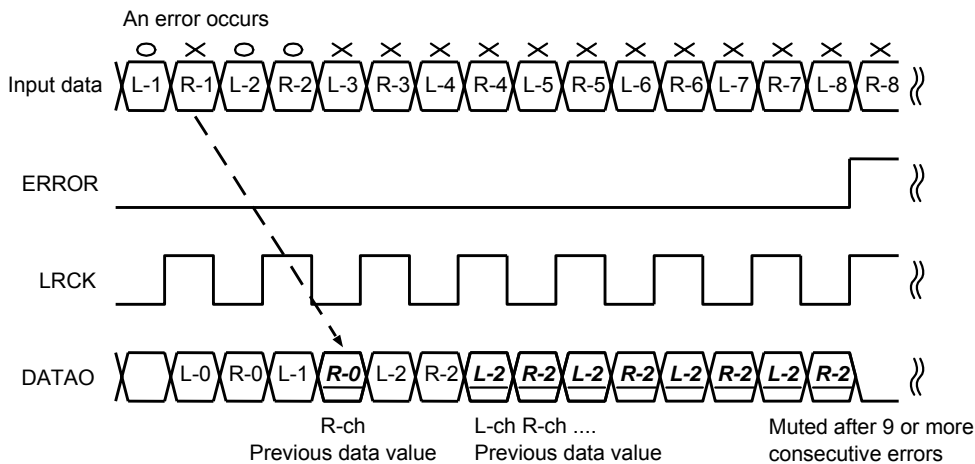 An error occurs
O X O O X X X X X X X X X X X X
Input data L-1 R-1 L-2 R-2 L-3 R-3 L-4 R-4 L-5 R-5 L-6 R-6 L-7 R-7 L-8 R-8
ERROR
LRCK
DATAO L-0 R-0 L-1 R-0 L-2 R-2 L-2 R-2 L-2 R-2 L-2 R-2 L-2 R-2
R-ch
Previous data value
L-ch R-ch ....
Previous data value
Muted after 9 or more
consecutive errors